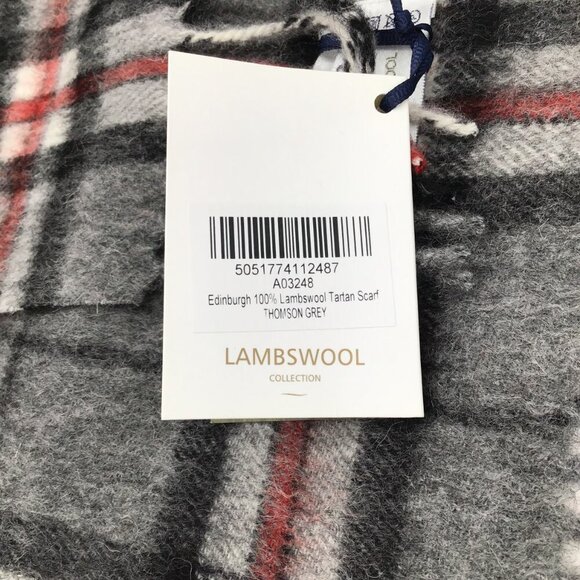 5051774112487
A03248
Edinburgh 100% Lambswool Tartan Scarf
THOMSON GREY
LAMBSWOOL
COLLECTION